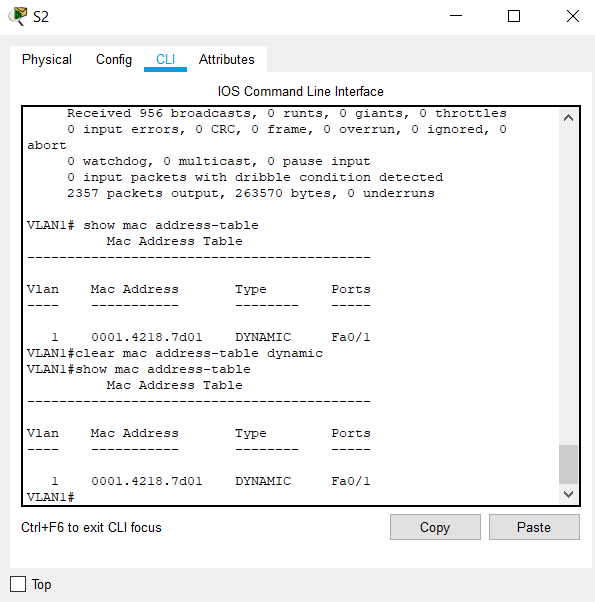 S2
Physical Config CLI Attributes
IOS Command Line Interface
Received 956 broadcasts, 0 runts, 0 giants, 0 throttles
0 input errors, 0 CRC, 0 frame, 0 overrun, 0 ignored, 0
abort
0 watchdog, 0 multicast, 0 pause input
0 input packets with dribble condition detected
2357 packets output, 263570 bytes, 0 underruns
VLAN1# show mac address-table
Mac Address Table
-------------------------------------------
Vlan Mac Address Type Ports
---- ----------- -------- -----
1 0001.4218.7d01 DYNAMIC Fa0/1
VLAN1#clear mac address-table dynamic
VLAN1#show mac address-table
Mac Address Table
-------------------------------------------
Vlan Mac Address Type Ports
---- ----------- -------- -----
1 0001.4218.7d01 DYNAMIC Fa0/1
VLAN1#
Ctrl+F6 to exit CLI focus Copy Paste
Top